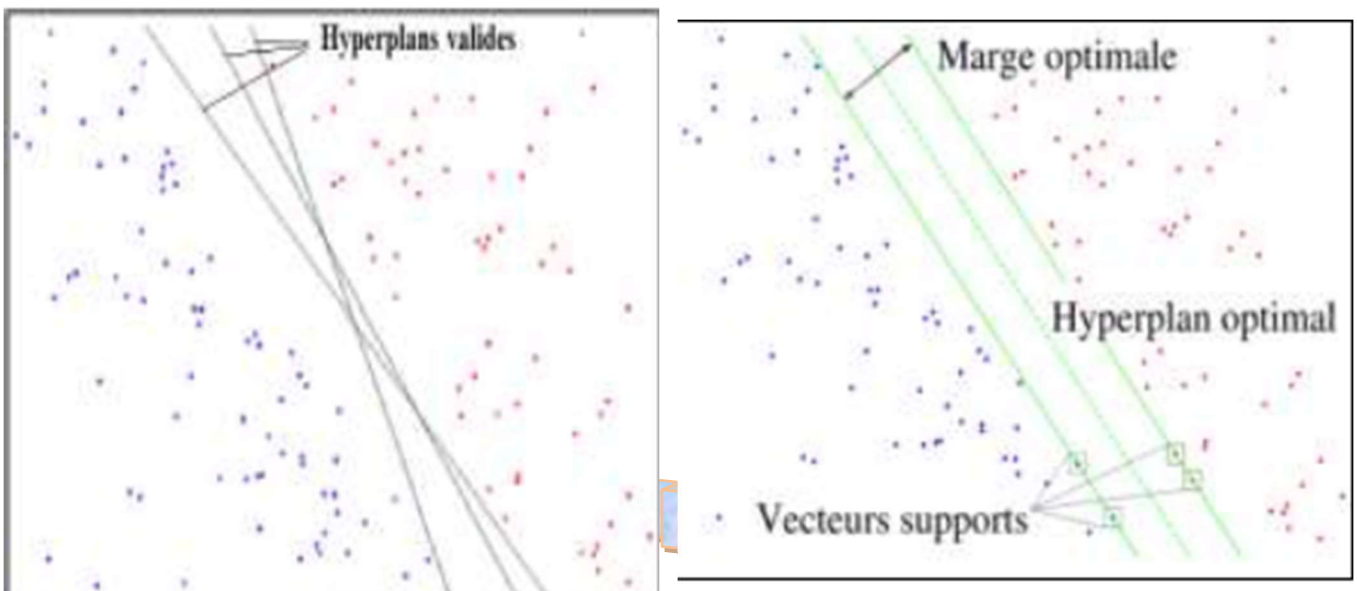 Hyperplans valides
Marge optimale
Hyperplan optimal
Vecteurs supports